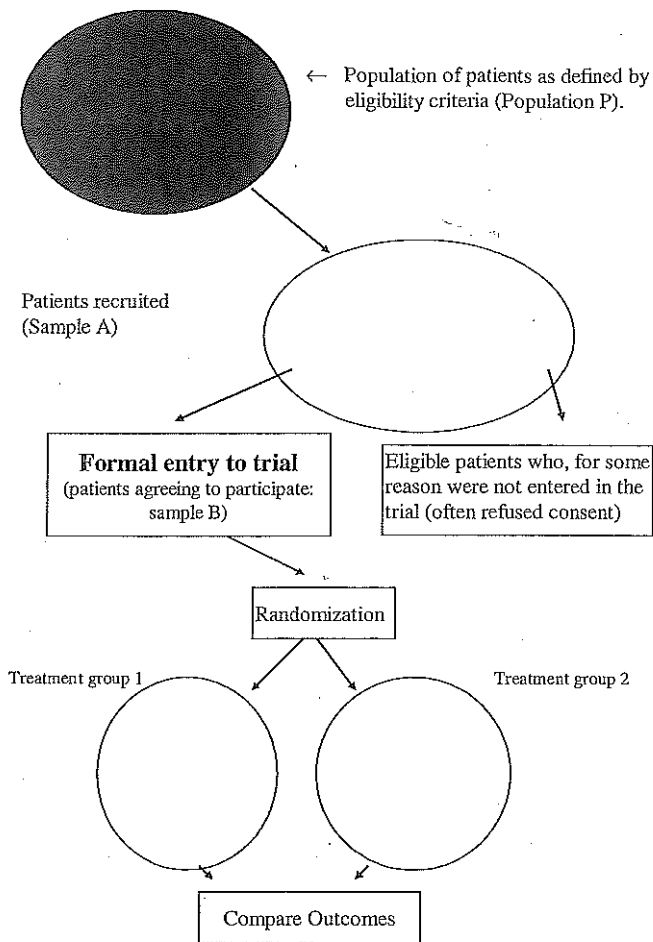 ← Population of patients as defined by
eligibility criteria (Population P).
Patients recruited
(Sample A)
Formal entry to trial
(patients agreeing to participate:
sample B)
Eligible patients who, for some
reason were not entered in the
trial (often refused consent)
Randomization
Treatment group 1
Treatment group 2
Compare Outcomes